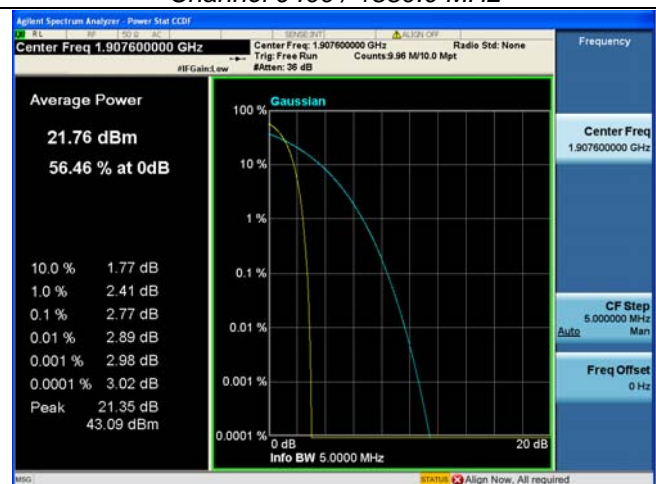 Agilent Spectrum Analyzer - Power Stat CCDF
RL RF 50 Ω AC SENSE:INT ALIGN OFF
Center Freq 1.907600000 GHz
Center Freq: 1.907600000 GHz Radio Std: None
Trig: Free Run Counts:9.96 M/10.0 Mpt
#IFGain:Low #Atten: 36 dB
Frequency
Average Power
21.76 dBm
56.46 % at 0dB
10.0 % 1.77 dB
1.0 % 2.41 dB
0.1 % 2.77 dB
0.01 % 2.89 dB
0.001 % 2.98 dB
0.0001 % 3.02 dB
Peak 21.35 dB
43.09 dBm
Gaussian
100 %
10 %
1 %
0.1 %
0.01 %
0.001 %
0.0001 %
0 dB 20 dB
Info BW 5.0000 MHz
Center Freq
1.907600000 GHz
CF Step
5.000000 MHz
Auto Man
Freq Offset
0 Hz
MSG STATUS Align Now, All required